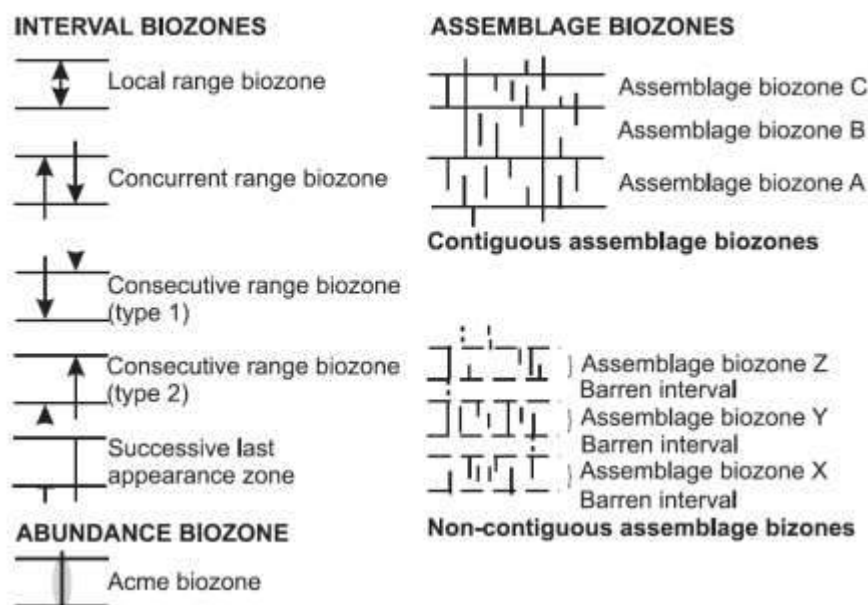 INTERVAL BIOZONES
Local range biozone
Concurrent range biozone
Consecutive range biozone
(type 1)
Consecutive range biozone
(type 2)
Successive last
appearance zone
ABUNDANCE BIOZONE
Acme biozone
ASSEMBLAGE BIOZONES
Assemblage biozone C
Assemblage biozone B
Assemblage biozone A
Contiguous assemblage biozones
Assemblage biozone Z
Barren interval
Assemblage biozone Y
Barren interval
Assemblage biozone X
Barren interval
Non-contiguous assemblage bizones